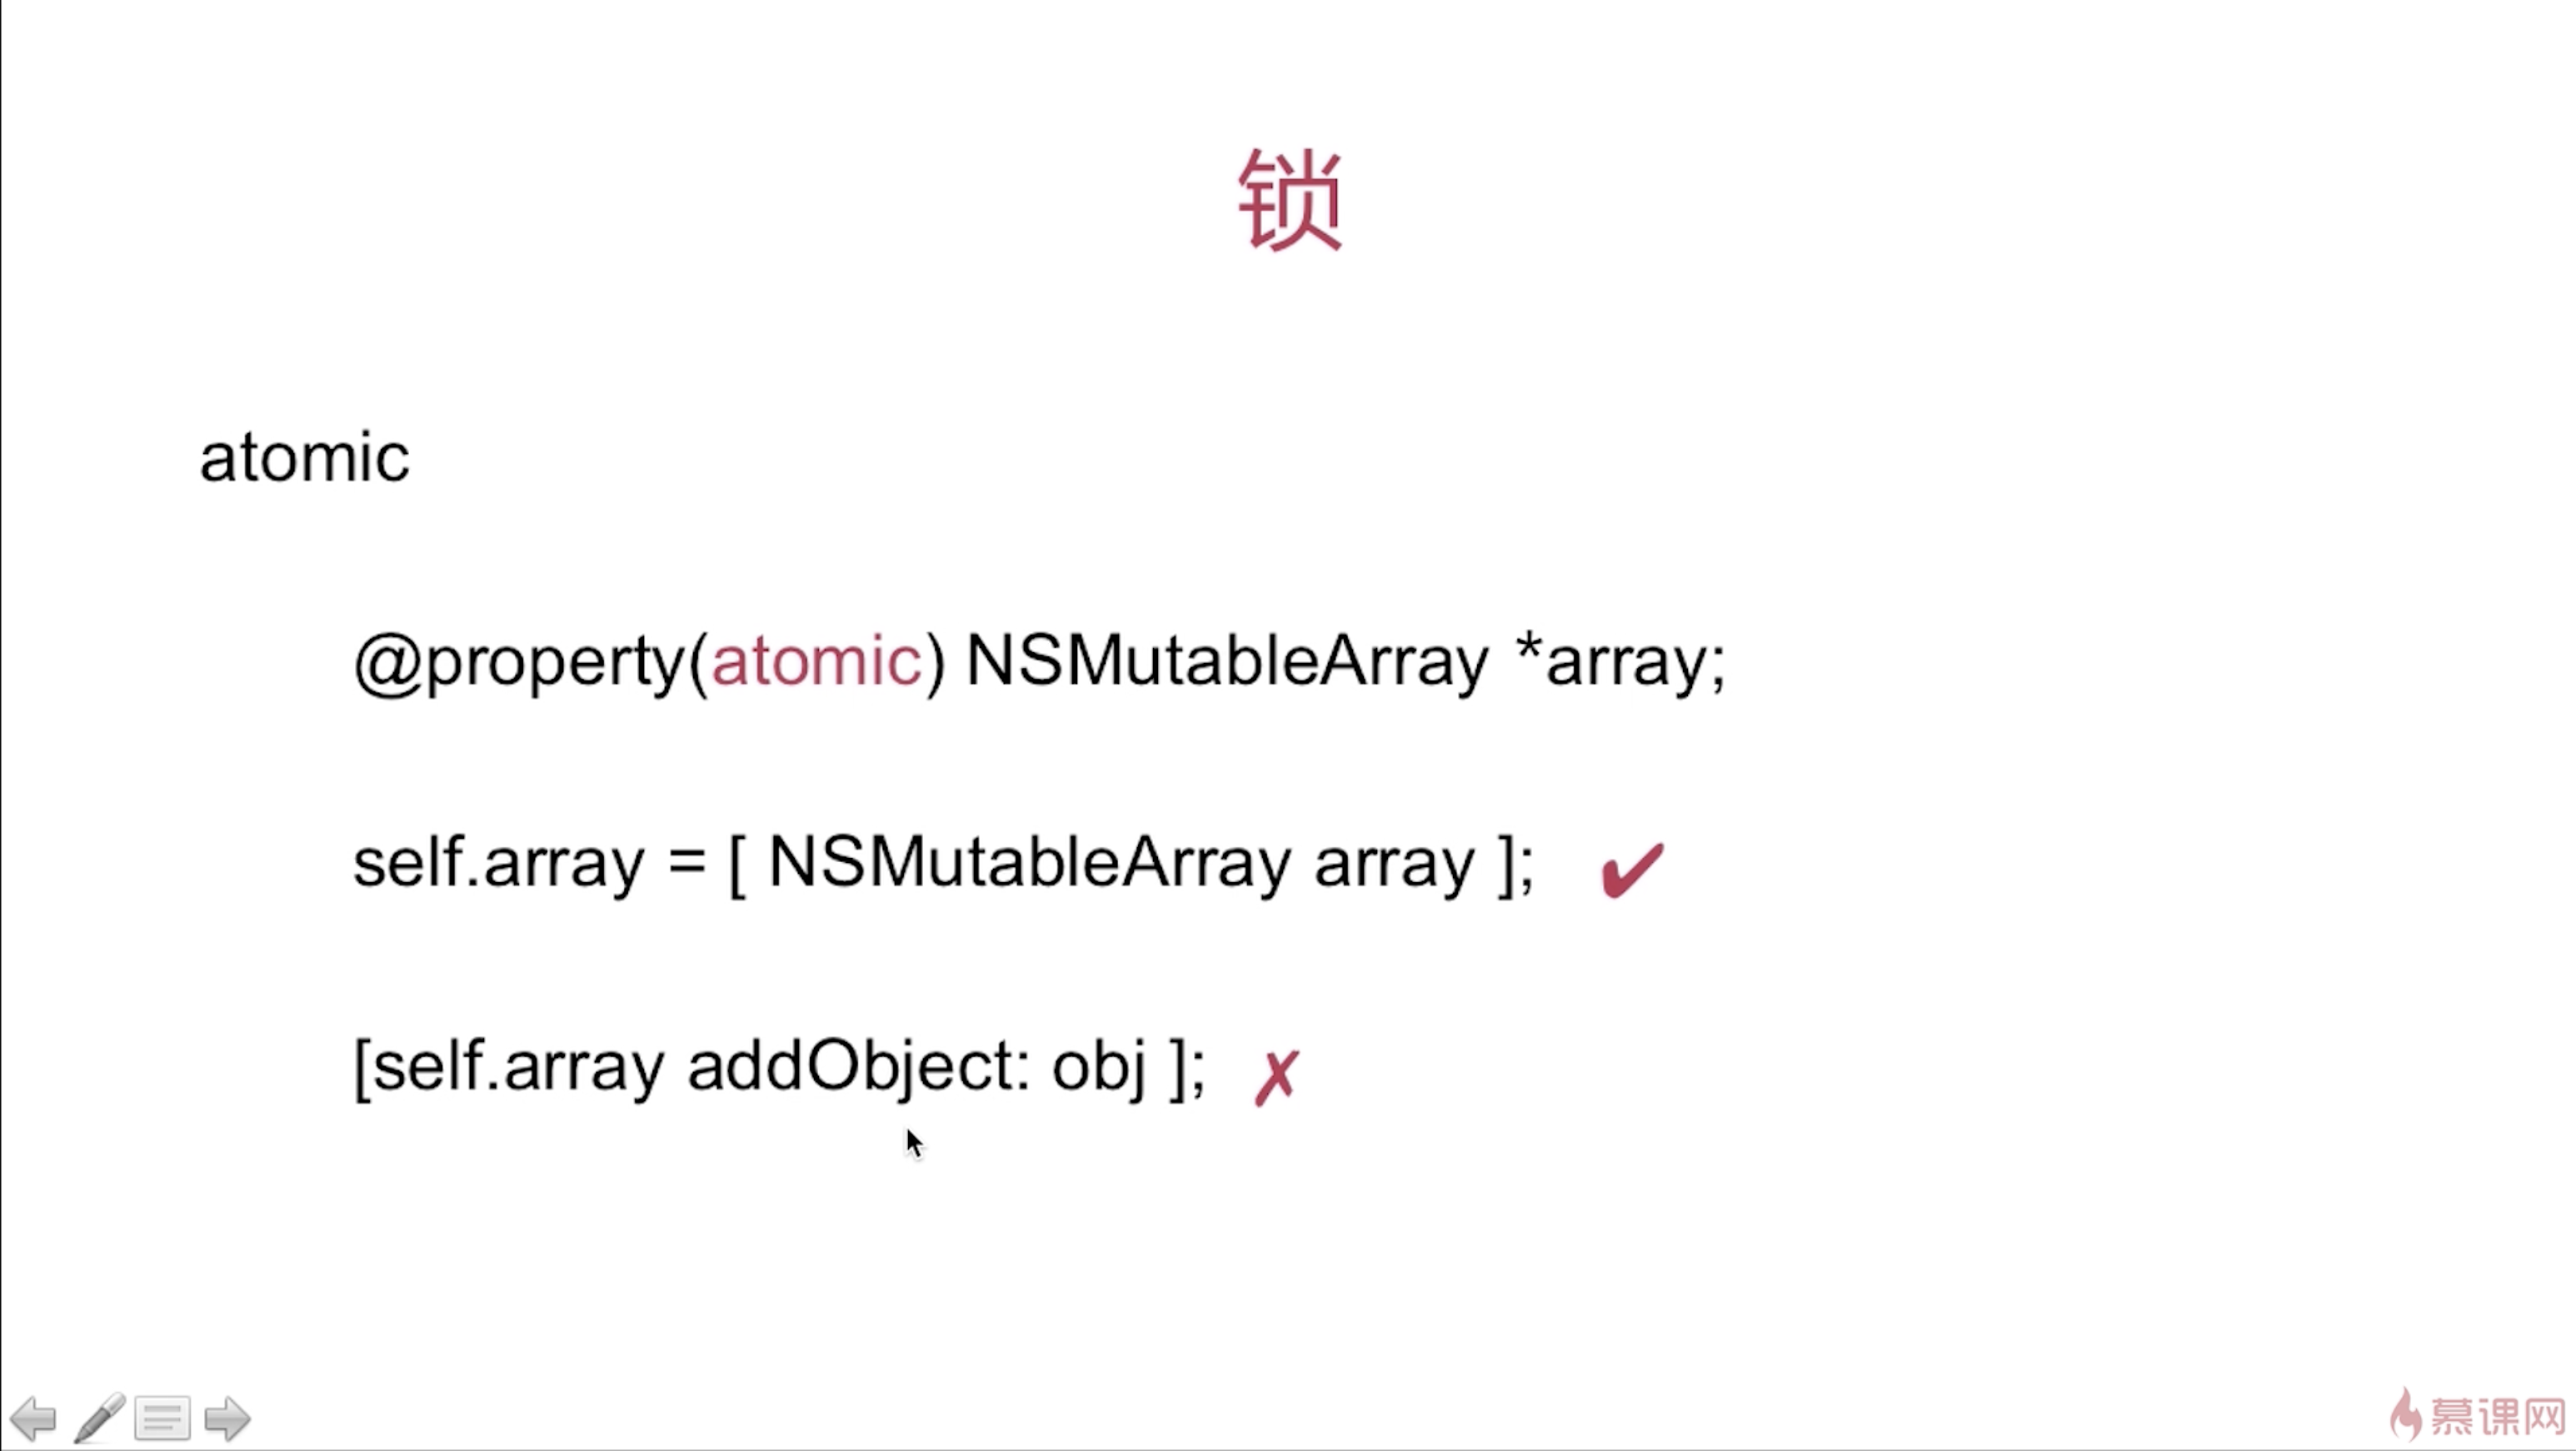 锁
atomic
@property(atomic) NSMutableArray *array;
self.array = [ NSMutableArray array ]; ✔
[self.array addObject: obj ]; ✗
慕课网